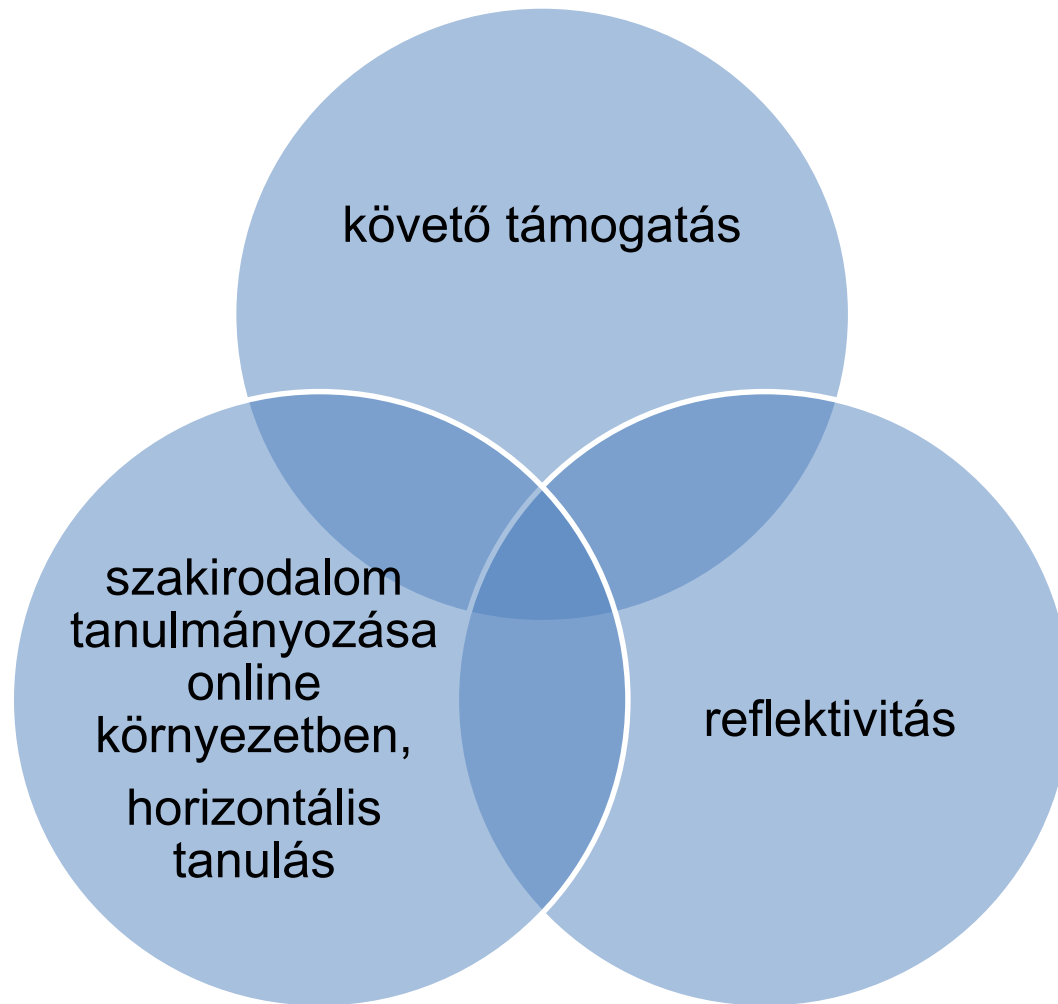 követő támogatás
szakirodalom
tanulmányozása
online
környezetben,
horizontális
tanulás
reflektivitás